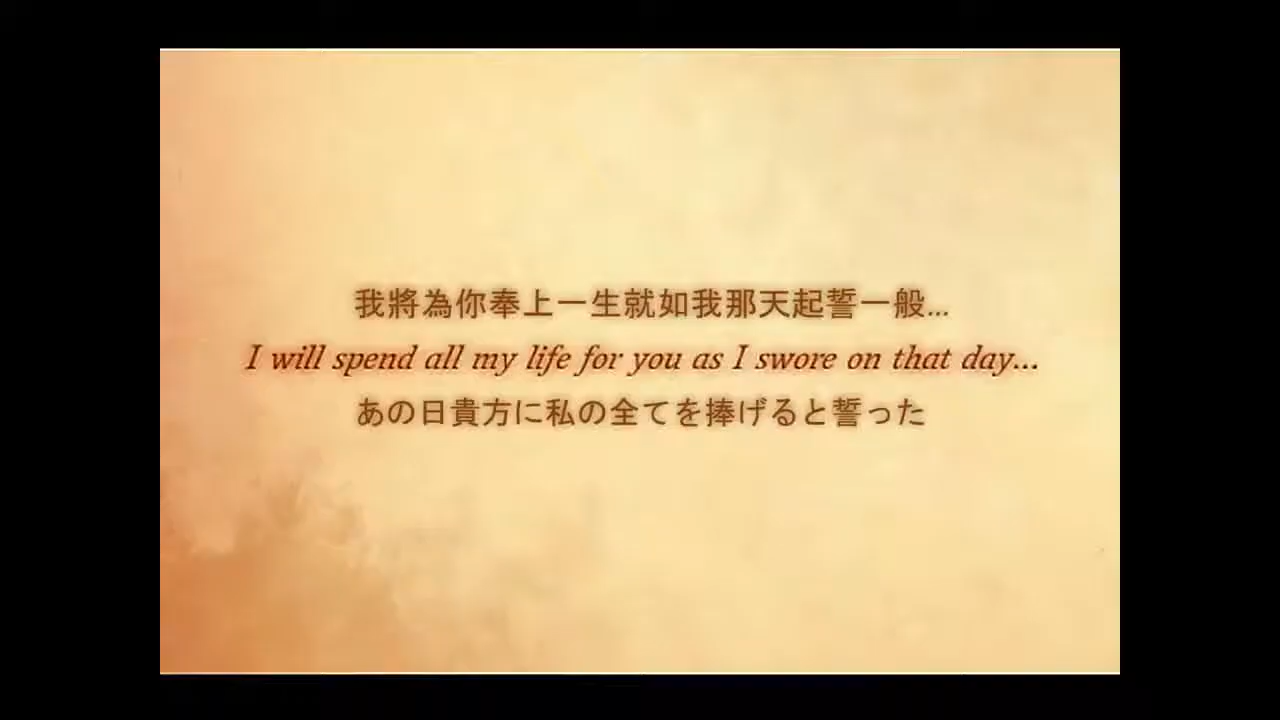 我將為你奉上一生就如我那天起誓一般...
I will spend all my life for you as I swore on that day...
あの日貴方に私の全てを捧げると誓った